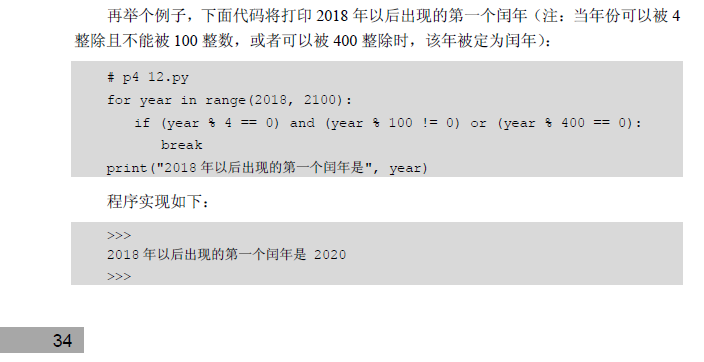 再举个例子，下面代码将打印 2018 年以后出现的第一个闰年（注：当年份可以被 4
整除且不能被 100 整数，或者可以被 400 整除时，该年被定为闰年）：
# p4 12.py
for year in range(2018, 2100):
if (year % 4 == 0) and (year % 100 != 0) or (year % 400 == 0):
break
print("2018 年以后出现的第一个闰年是", year)
程序实现如下：
>>>
2018 年以后出现的第一个闰年是 2020
>>>
34